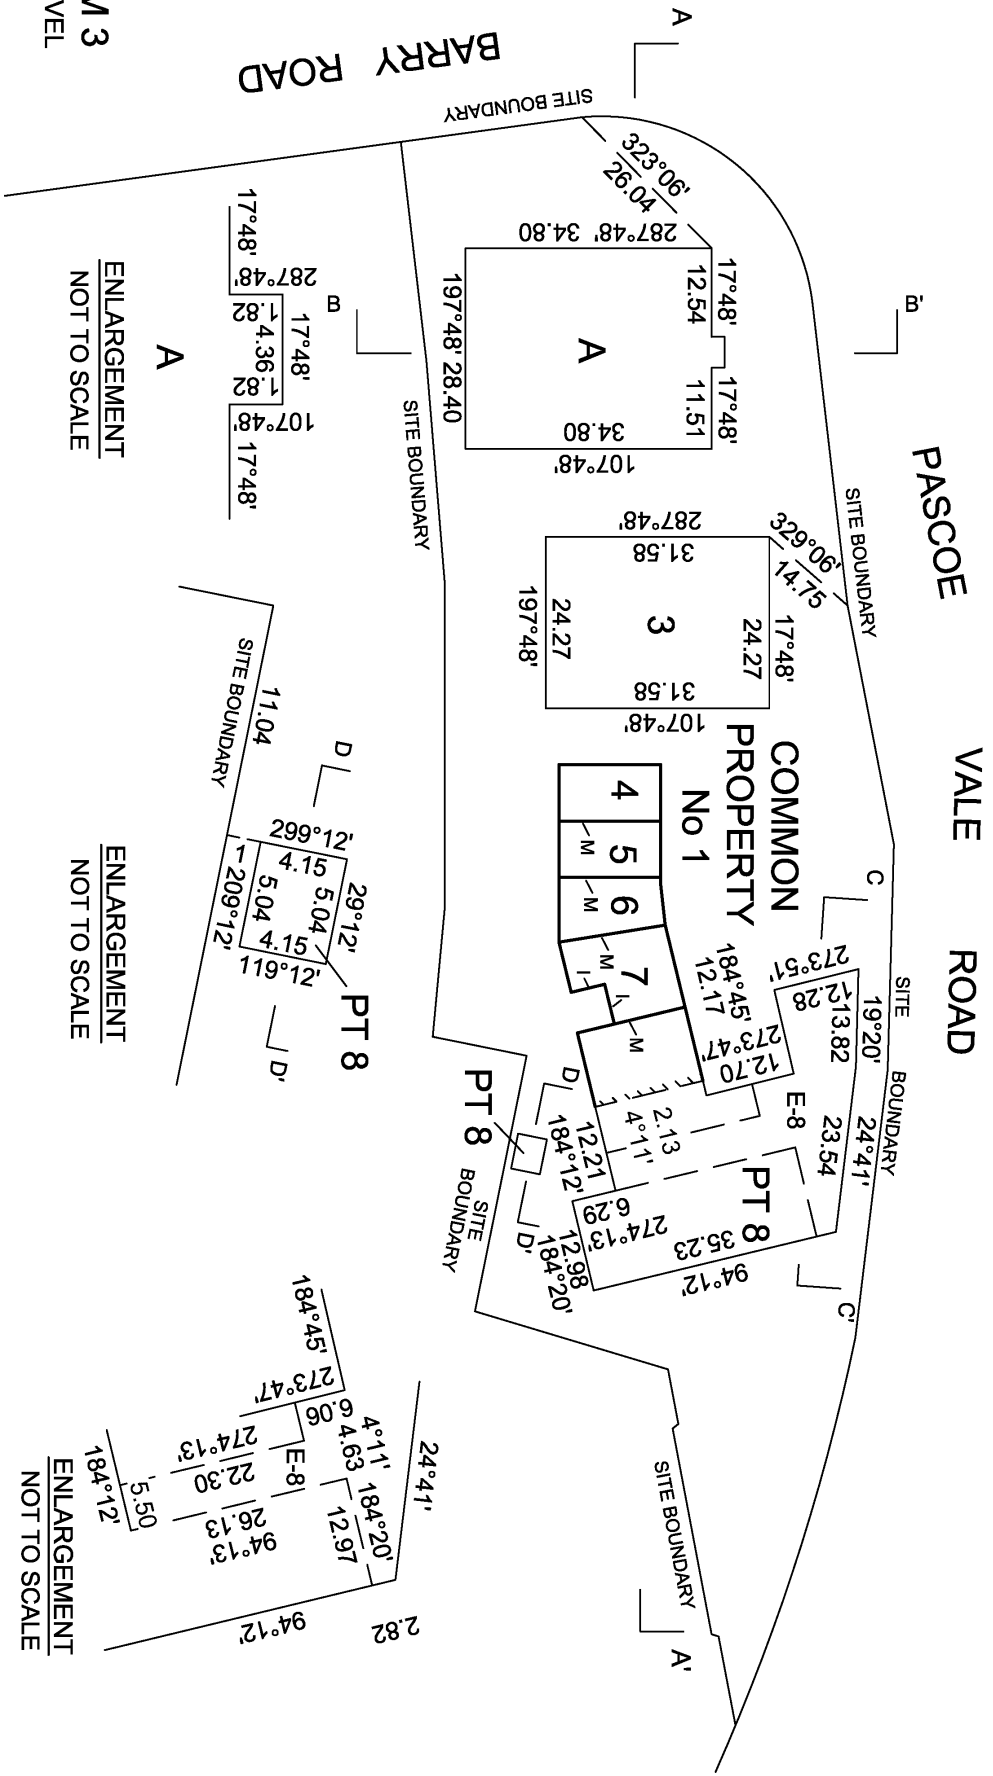 M 3
VEL
BARRY ROAD
SITE BOUNDARY
A
323°06'
26.04
287°48' 34.80
17°48'
12.54
17°48'
11.51
A
197°48' 28.40
34.80
107°48'
B
B'
PASCOE
VALE
ROAD
SITE BOUNDARY
SITE BOUNDARY
329°06'
14.75
287°48'
31.58
17°48'
24.27
3
24.27
197°48'
31.58
107°48'
COMMON
PROPERTY
No 1
4
5
6
7
M
M
M
M
I
I
C
C'
184°45'
12.17
273°47'
12.70
273°51'
12.28
13.82
19°20'
SITE BOUNDARY
24°41'
23.54
E-8
2.13
4°11'
12.21
184°12'
PT 8
35.23
94°12'
274°13'
6.29
12.98
184°20'
D
D'
PT 8
SITE
BOUNDARY
SITE BOUNDARY
A'
17°48'
287°48'
1.82
17°48'
4.36
1.82
107°48'
17°48'
A
ENLARGEMENT
NOT TO SCALE
11.04
SITE BOUNDARY
D
299°12'
4.15
29°12'
5.04
5.04
1
209°12'
4.15
119°12'
PT 8
D'
ENLARGEMENT
NOT TO SCALE
184°45'
273°47'
6.06
4°11'
4.63
24°41'
184°20'
12.97
E-8
274°13'
22.30
26.13
94°13'
5.50
184°12'
94°12'
2.82
ENLARGEMENT
NOT TO SCALE